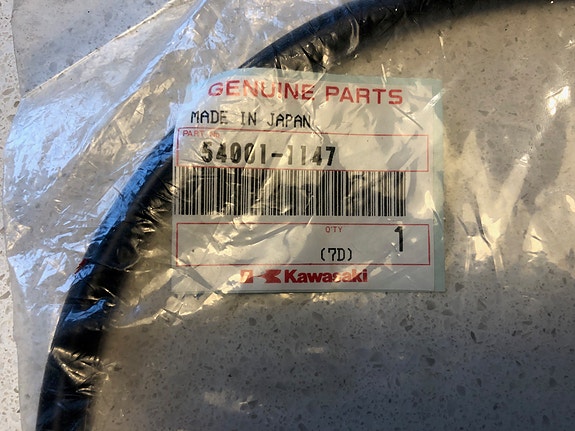 GENUINE PARTS
MADE IN JAPAN
PART No.
54001-1147
Q'TY
1
(7D)
Kawasaki